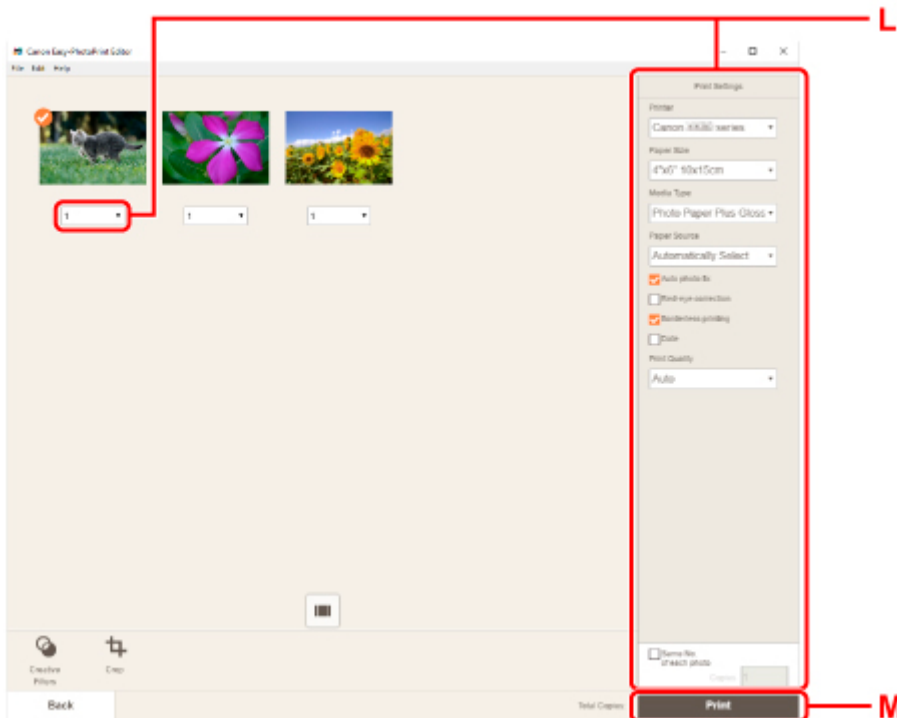 L
Canon Easy-PhotoPrint Editor
File Edit Help
Print Settings
Printer
Canon series
Paper Size
4"x6" 10x15cm
Media Type
1 1 1
Photo Paper Plus Gloss
Paper Source
Automatically Select
Auto photo fix
Red-eye correction
Borderless printing
Date
Print Quality
Auto
Creative
Filters
Crop
Same No.
of each photo
Copies 1
Back
Total Copies:
Print
M